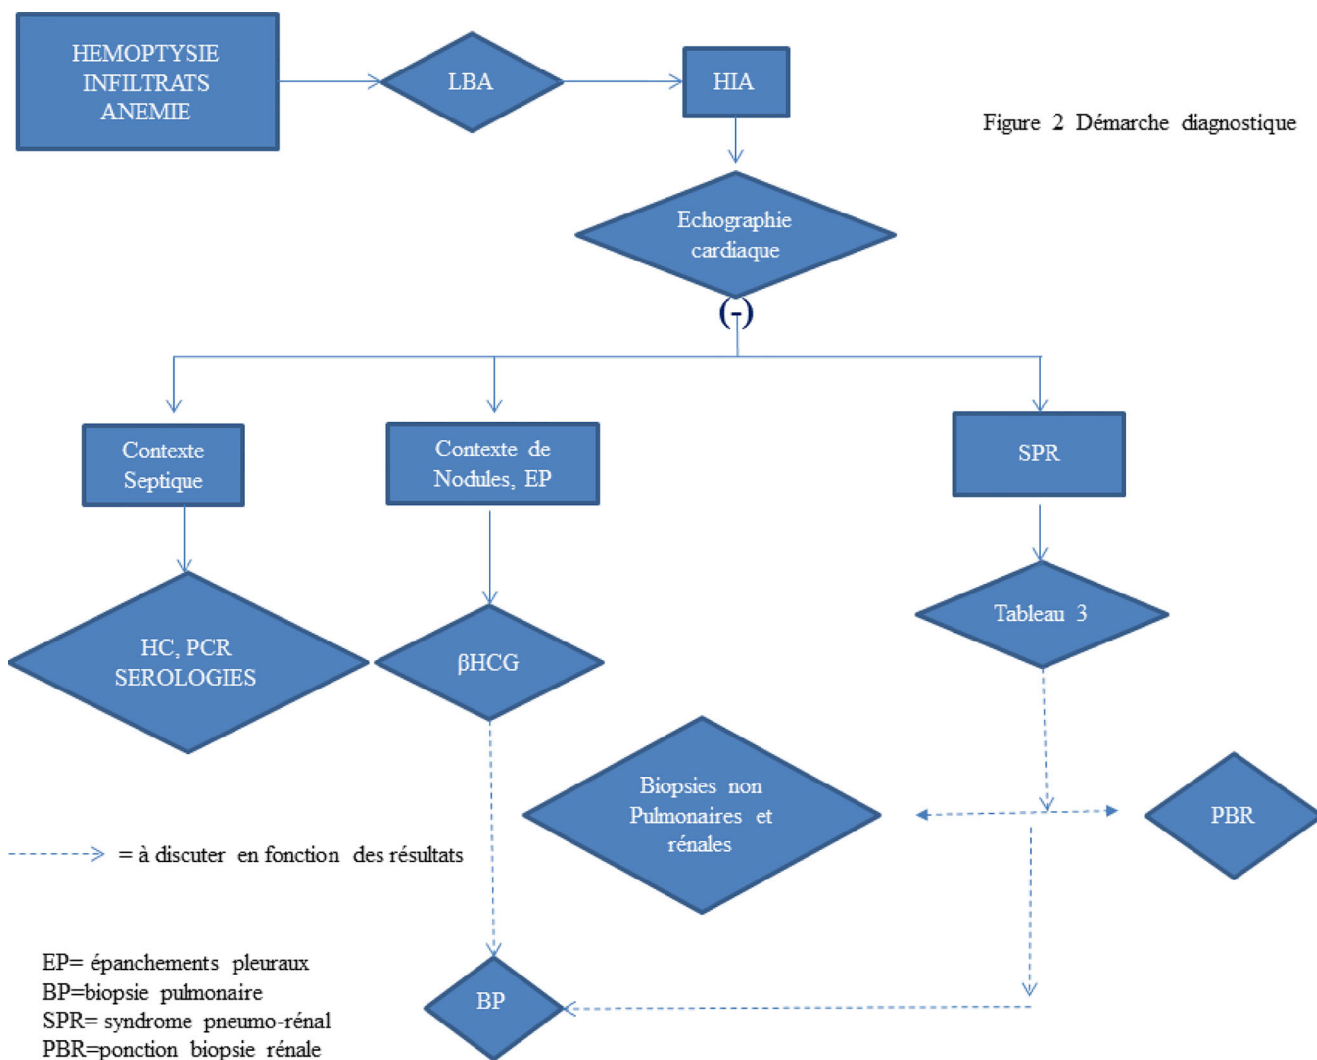 HEMOPTYSIE
INFILTRATS
ANEMIE
LBA
HIA
Figure 2 Démarche diagnostique
Echographie
cardiaque
(-)
Contexte
Septique
Contexte de
Nodules, EP
SPR
HC, PCR
SEROLOGIES
βHCG
Tableau 3
Biopsies non
Pulmonaires et
rénales
PBR
= à discuter en fonction des résultats
BP
EP= épanchements pleuraux
BP=biopsie pulmonaire
SPR= syndrome pneumo-rénal
PBR=ponction biopsie rénale